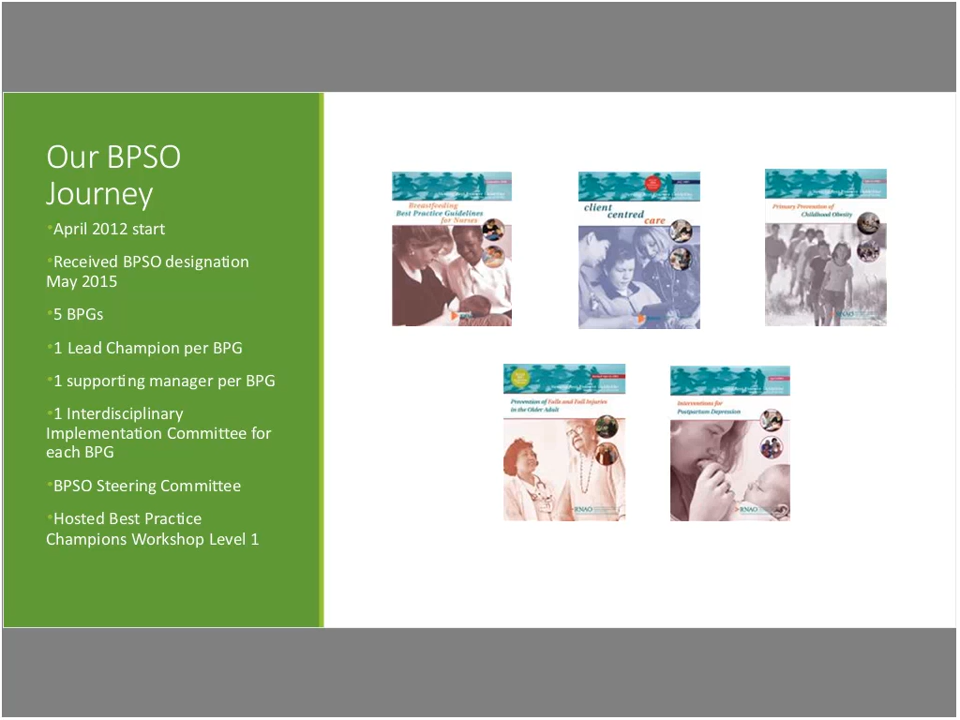 Our BPSO
Journey
•April 2012 start
•Received BPSO designation
May 2015
•5 BPGs
•1 Lead Champion per BPG
•1 supporting manager per BPG
•1 Interdisciplinary
Implementation Committee for
each BPG
•BPSO Steering Committee
•Hosted Best Practice
Champions Workshop Level 1
Breastfeeding
Best Practice Guidelines
for Nurses
client
centred
care
Primary Prevention of
Childhood Obesity
Prevention of Falls and Fall Injuries
in the Older Adult
RNAO
Interventions for
Postpartum Depression
RNAO